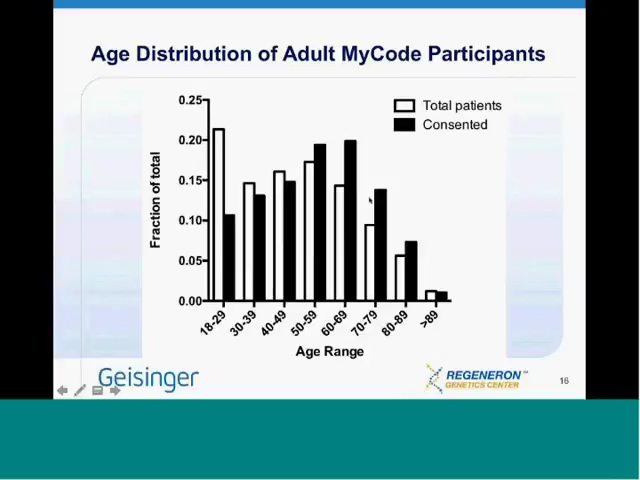 Age Distribution of Adult MyCode Participants
Total patients
Consented
Fraction of total
0.25
0.20
0.15
0.10
0.05
0.00
18-29
30-39
40-49
50-59
60-69
70-79
80-89
>89
Age Range
Geisinger
REGENERON
GENETICS CENTER
16